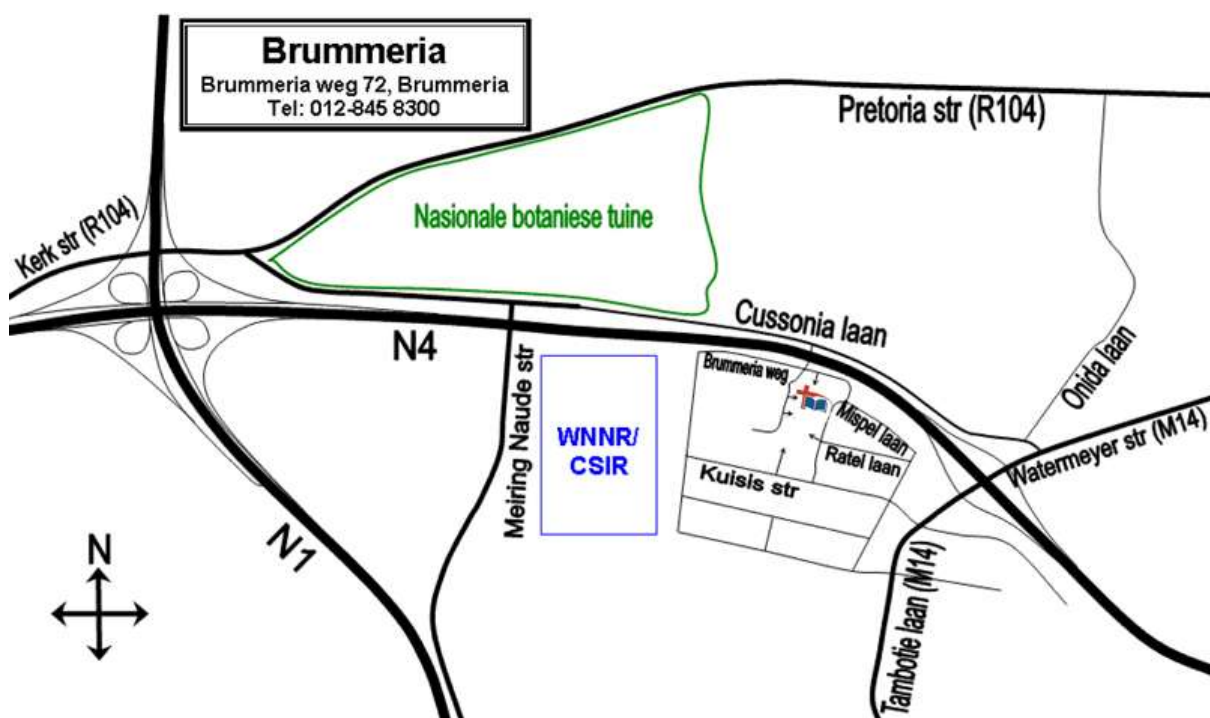 Brummeria
Brummeria weg 72, Brummeria
Tel: 012-845 8300
Pretoria str (R104)
Kerk str (R104)
Nasionale botaniese tuine
Cussonia laan
Onida laan
N4
Meiring Naude str
WNNR/
CSIR
Brummeria weg
Mispel laan
Ratel laan
Kuisis str
Watermeyer str (M14)
N1
Tambotie laan (M14)
N